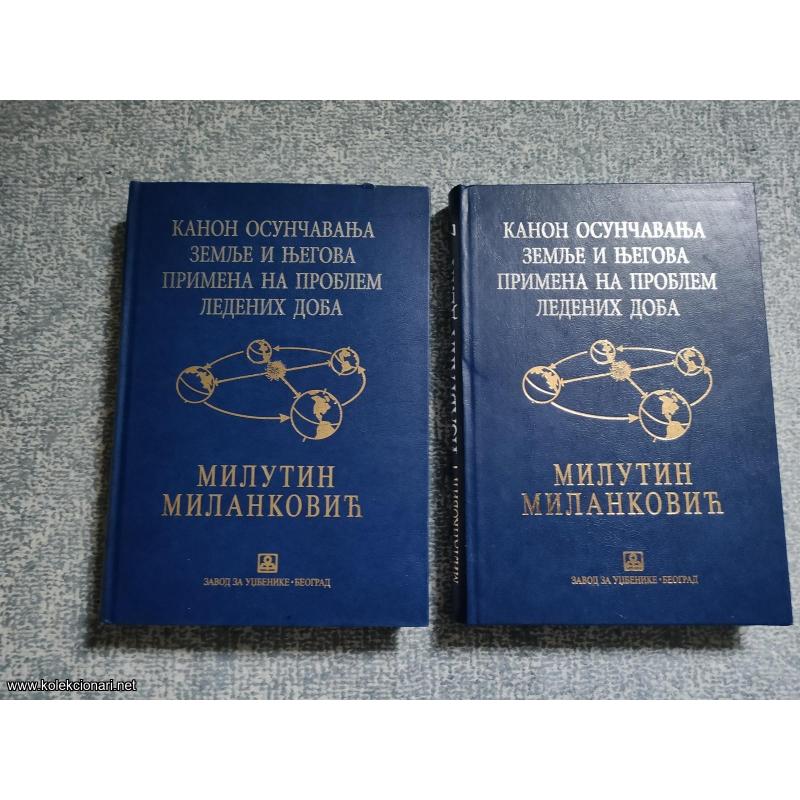 КАНОН ОСУНЧАВАЊА
ЗЕМЉЕ И ЊЕГОВА
ПРИМЕНА НА ПРОБЛЕМ
ЛЕДЕНИХ ДОБА
МИЛУТИН
МИЛАНКОВИЋ
ЗАВОД ЗА УЏБЕНИКЕ • БЕОГРАД
МИЛАНКОВИЋ
КАНОН ОСУНЧАВАЊА
ЗЕМЉЕ И ЊЕГОВА
ПРИМЕНА НА ПРОБЛЕМ
ЛЕДЕНИХ ДОБА
МИЛУТИН
МИЛАНКОВИЋ
ЗАВОД ЗА УЏБЕНИКЕ • БЕОГРАД
www.kolekcionari.net